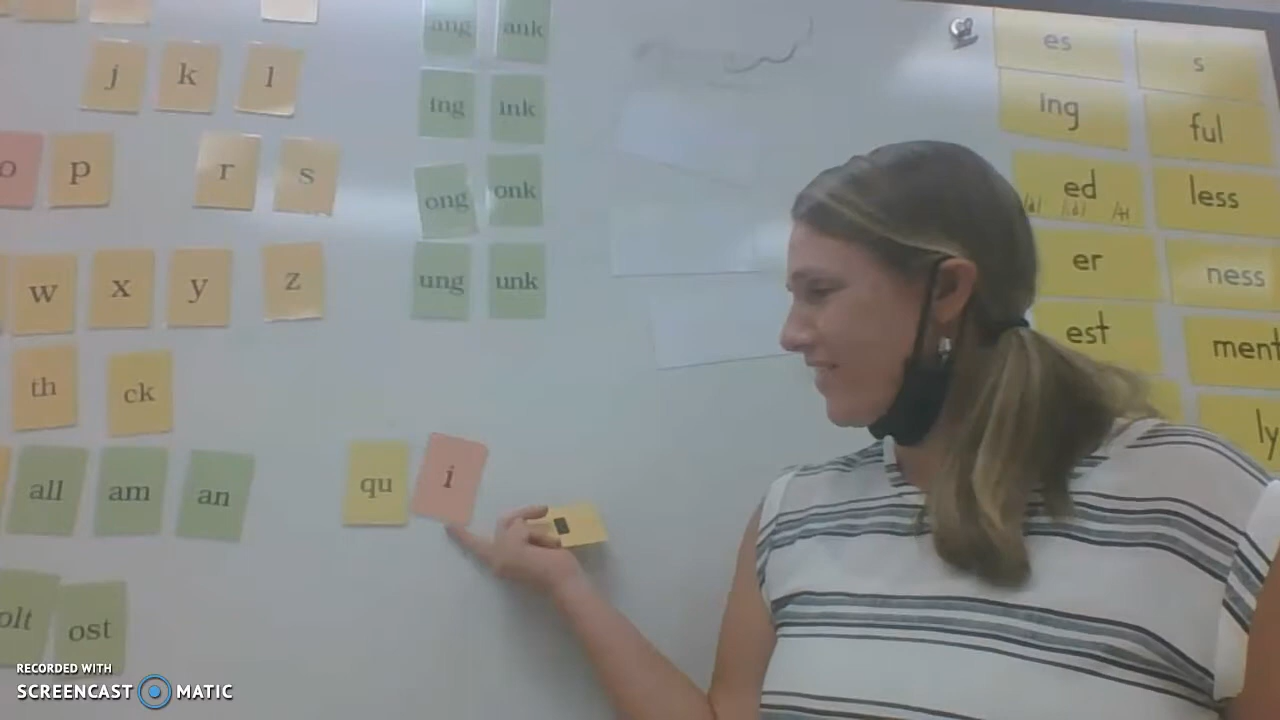 ang ank
es s
j k l
ing ink
ing ful
o p r s
ong onk
ed less
/d/ /id/ /t/
w x y z
ung unk
er ness
th ck
est ment
all am an
qu i
ly
olt ost
RECORDED WITH
SCREENCAST MATIC